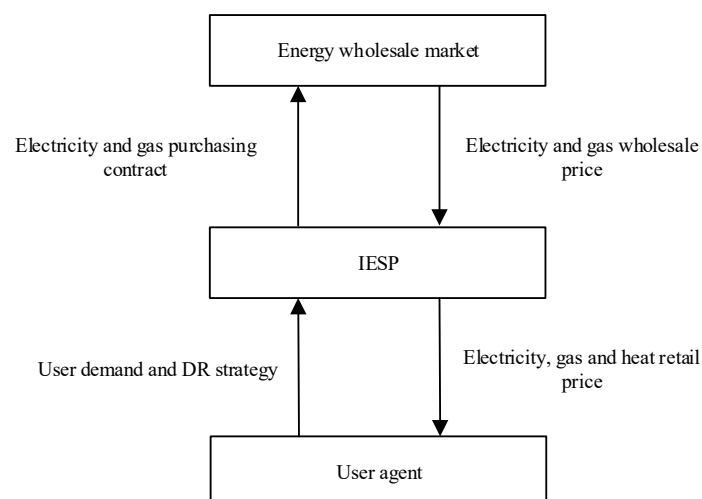 Energy wholesale market
Electricity and gas purchasing
contract
Electricity and gas wholesale
price
IESP
User demand and DR strategy
Electricity, gas and heat retail
price
User agent